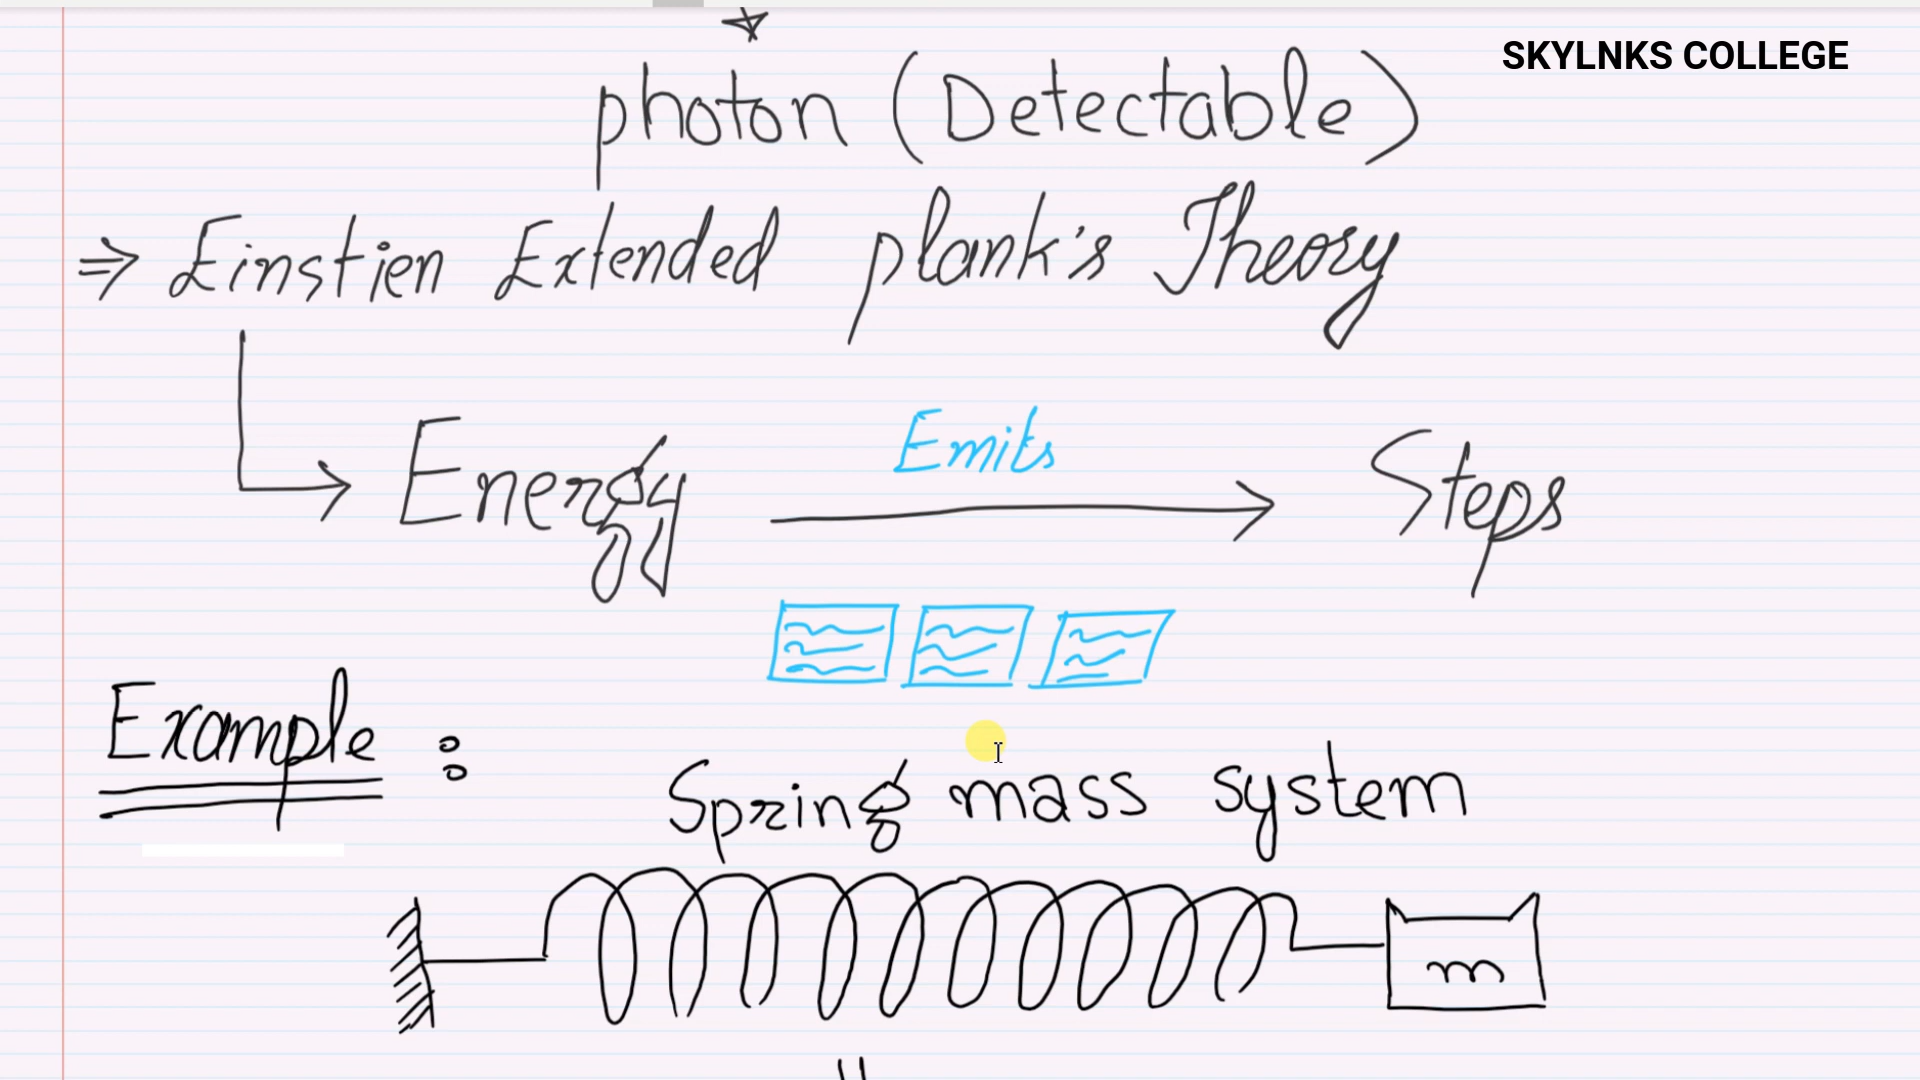 SKYLNKS COLLEGE
photon (Detectable)
⇒ Einstien Extended plank's Theory
Emits
Energy → Steps
Example :
Spring mass system
m